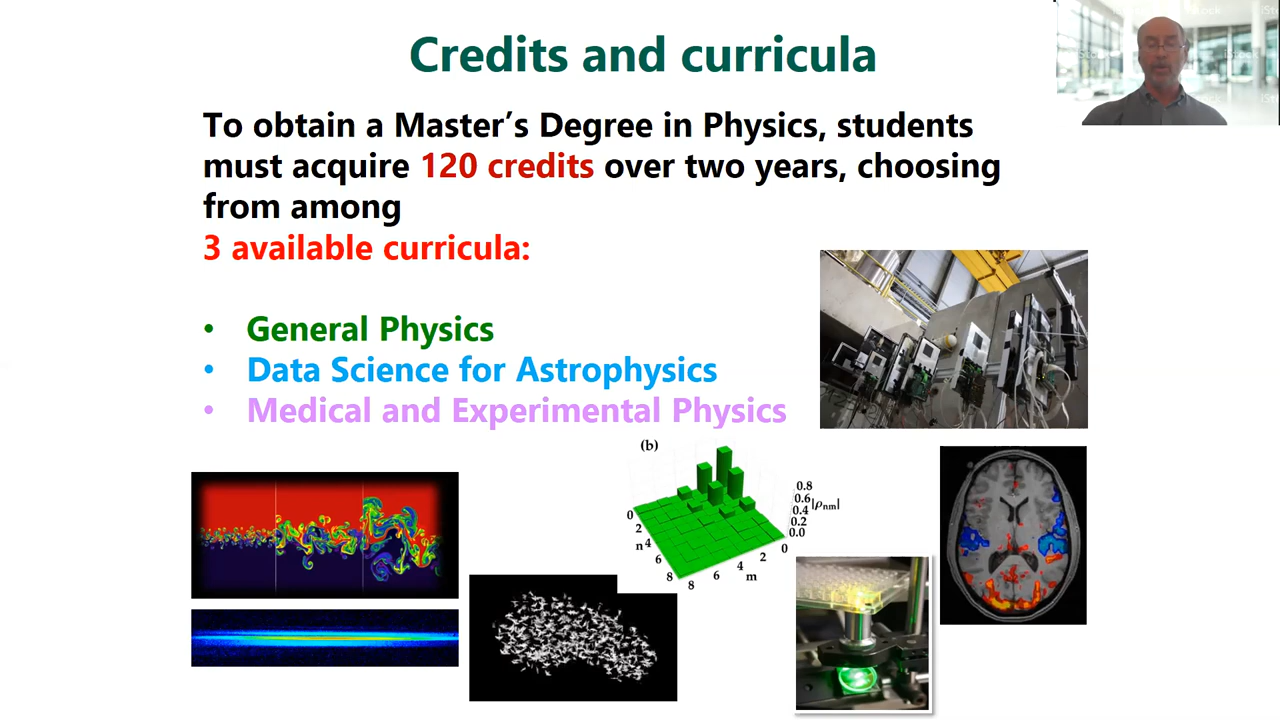 Credits and curricula
To obtain a Master's Degree in Physics, students
must acquire 120 credits over two years, choosing
from among
3 available curricula:
• General Physics
• Data Science for Astrophysics
• Medical and Experimental Physics
(b)
0.8
0.6
0.4
0.2
0.0
|ρnm|
0
2
4
6
8
n
8
6
4
2
0
m